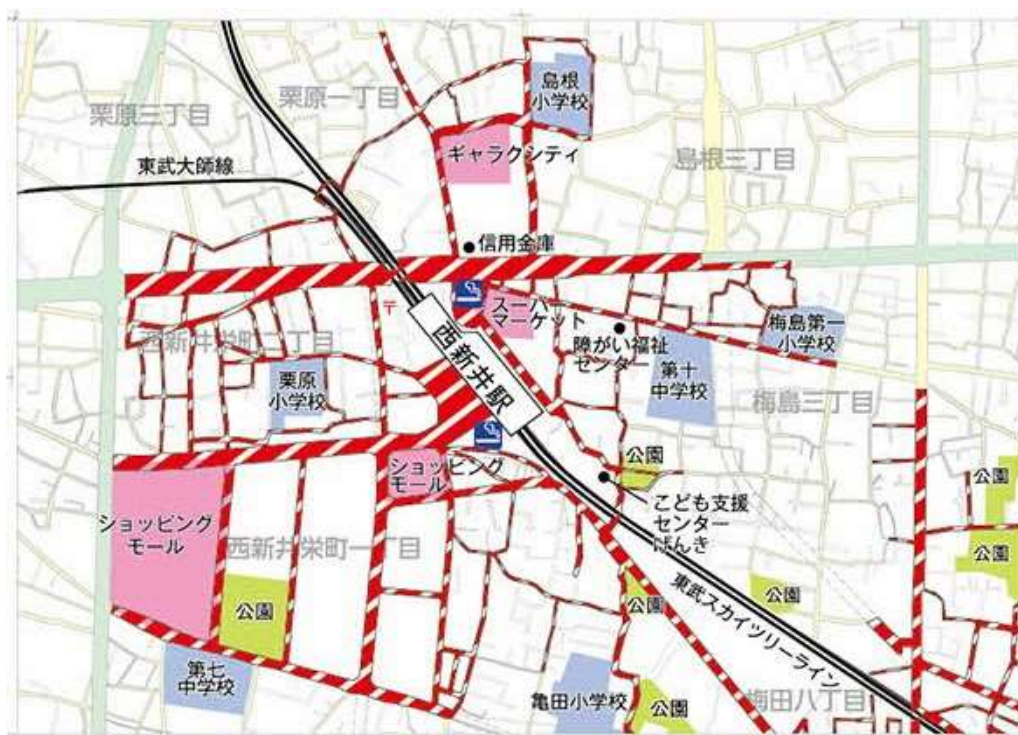 栗原三丁目
栗原一丁目
島根
小学校
ギャラクシティ
島根三丁目
東武大師線
信用金庫
〒
西新井駅
スーパー
マーケット
障がい福祉
センター
第十
中学校
梅島第一
小学校
西新井栄町二丁目
栗原
小学校
梅島三丁目
公園
ショッピング
モール
こども支援
センター
げんき
公園
公園
ショッピング
モール
西新井栄町一丁目
公園
公園
公園
東武スカイツリーライン
第七
中学校
亀田小学校
公園
梅田八丁目